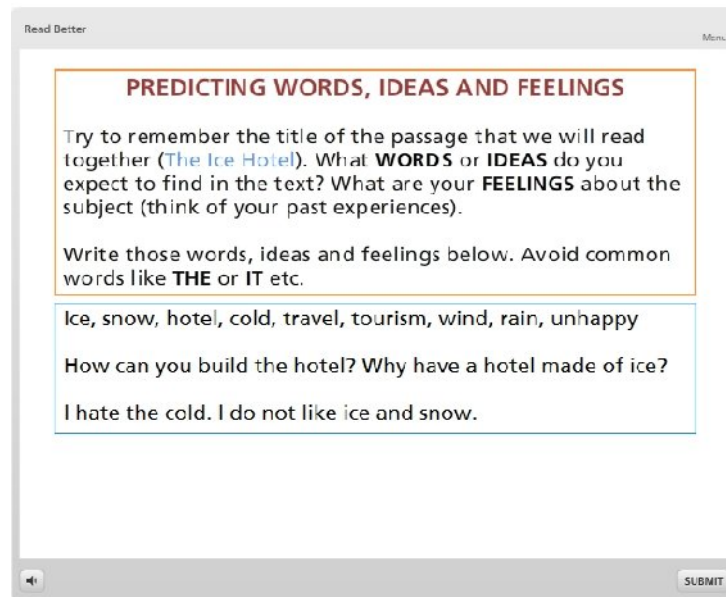 Read Better
Menu
PREDICTING WORDS, IDEAS AND FEELINGS
Try to remember the title of the passage that we will read
together (The Ice Hotel). What WORDS or IDEAS do you
expect to find in the text? What are your FEELINGS about the
subject (think of your past experiences).
Write those words, ideas and feelings below. Avoid common
words like THE or IT etc.
Ice, snow, hotel, cold, travel, tourism, wind, rain, unhappy
How can you build the hotel? Why have a hotel made of ice?
I hate the cold. I do not like ice and snow.
SUBMIT